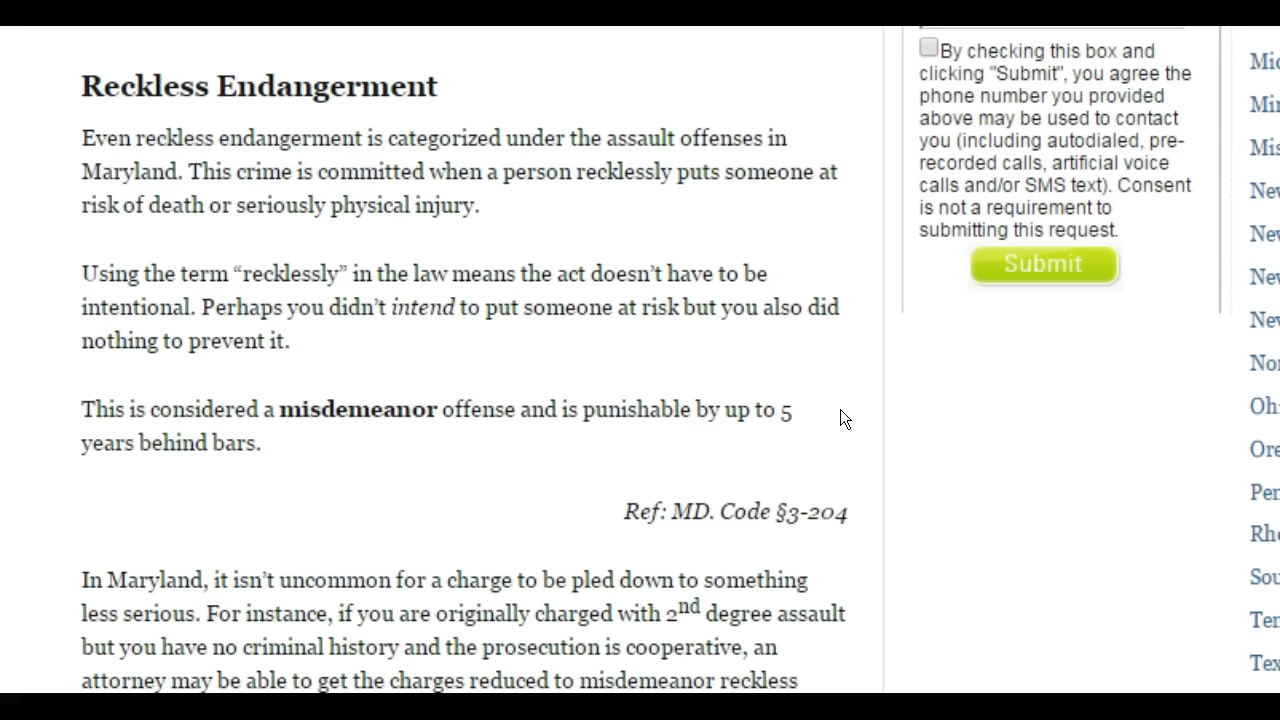 Reckless Endangerment
Even reckless endangerment is categorized under the assault offenses in
Maryland. This crime is committed when a person recklessly puts someone at
risk of death or seriously physical injury.
Using the term “recklessly” in the law means the act doesn’t have to be
intentional. Perhaps you didn’t intend to put someone at risk but you also did
nothing to prevent it.
This is considered a misdemeanor offense and is punishable by up to 5
years behind bars.
Ref: MD. Code §3-204
In Maryland, it isn’t uncommon for a charge to be pled down to something
less serious. For instance, if you are originally charged with 2nd degree assault
but you have no criminal history and the prosecution is cooperative, an
attorney may be able to get the charges reduced to misdemeanor reckless
By checking this box and
clicking "Submit", you agree the
phone number you provided
above may be used to contact
you (including autodialed, pre-
recorded calls, artificial voice
calls and/or SMS text). Consent
is not a requirement to
submitting this request.
Submit